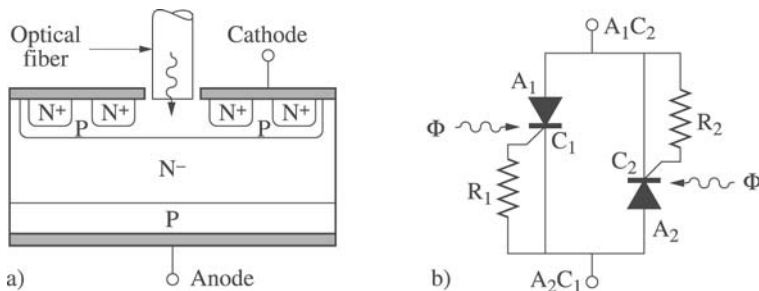 Optical
fiber
Cathode
N+ N+ N+ N+
P P
N−
P
a) Anode
A1C2
A1
Φ
C1
R1
R2
C2
Φ
A2
b) A2C1